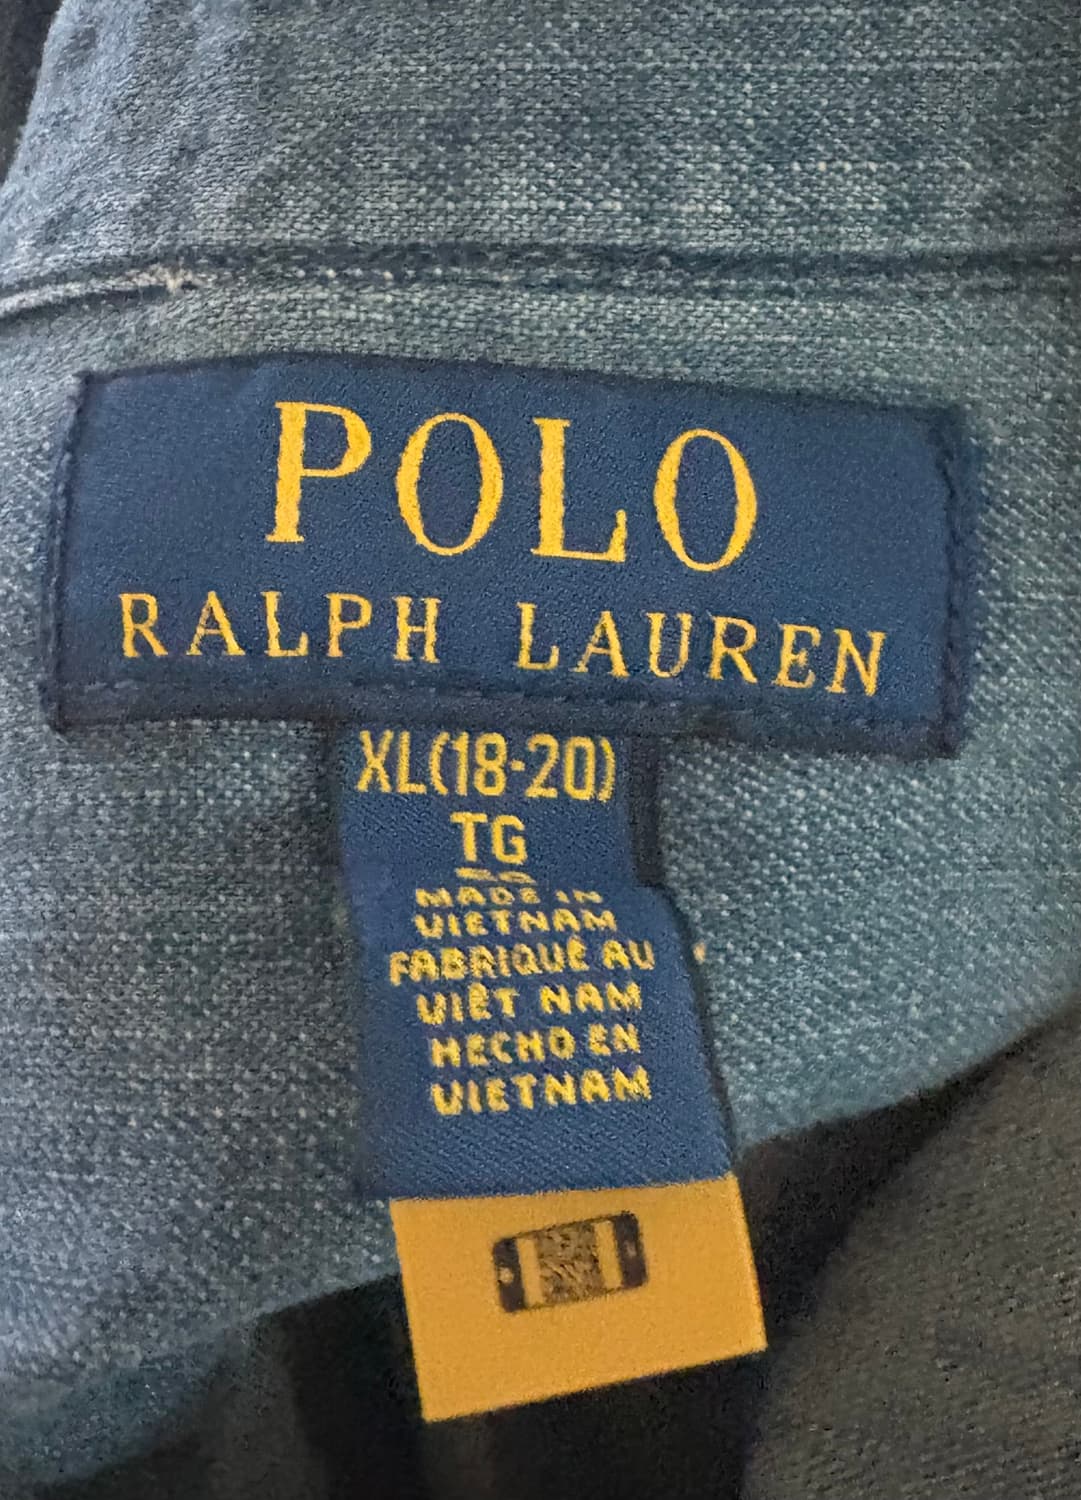 POLO
RALPH LAUREN
XL(18-20)
TG
MADE IN
VIETNAM
FABRIQUÉ AU
VIÊT NAM
HECHO EN
VIETNAM